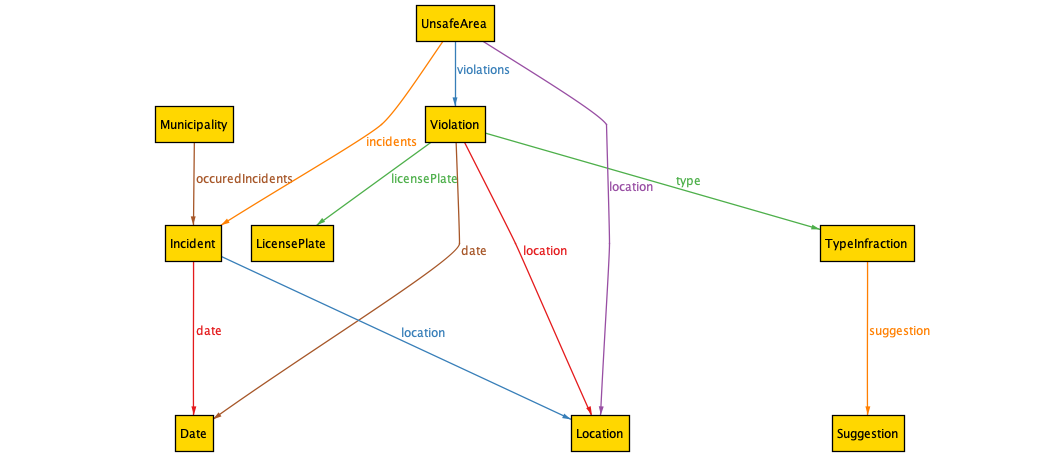 UnsafeArea
violations
Municipality
Violation
incidents
occuredIncidents
licensePlate
type
location
Incident
LicensePlate
date
location
TypeInfraction
date
location
suggestion
Date
Location
Suggestion